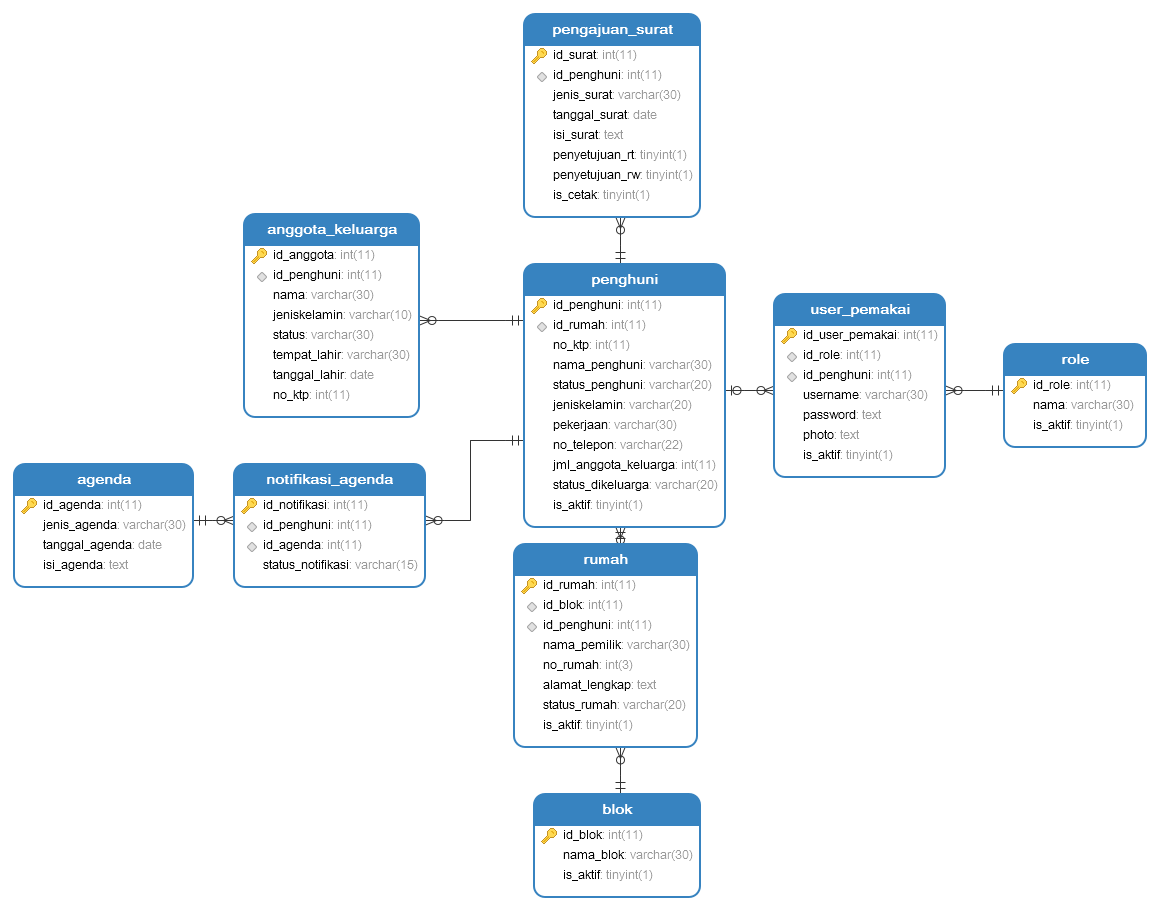 pengajuan_surat
id_surat: int(11)
id_penghuni: int(11)
jenis_surat: varchar(30)
tanggal_surat: date
isi_surat: text
penyetujuan_rt: tinyint(1)
penyetujuan_rw: tinyint(1)
is_cetak: tinyint(1)
anggota_keluarga
id_anggota: int(11)
id_penghuni: int(11)
nama: varchar(30)
jeniskelamin: varchar(10)
status: varchar(30)
tempat_lahir: varchar(30)
tanggal_lahir: date
no_ktp: int(11)
penghuni
id_penghuni: int(11)
id_rumah: int(11)
no_ktp: int(11)
nama_penghuni: varchar(30)
status_penghuni: varchar(20)
jeniskelamin: varchar(20)
pekerjaan: varchar(30)
no_telepon: varchar(22)
jml_anggota_keluarga: int(11)
status_dikeluarga: varchar(20)
is_aktif: tinyint(1)
user_pemakai
id_user_pemakai: int(11)
id_role: int(11)
id_penghuni: int(11)
username: varchar(30)
password: text
photo: text
is_aktif: tinyint(1)
role
id_role: int(11)
nama: varchar(30)
is_aktif: tinyint(1)
agenda
id_agenda: int(11)
jenis_agenda: varchar(30)
tanggal_agenda: date
isi_agenda: text
notifikasi_agenda
id_notifikasi: int(11)
id_penghuni: int(11)
id_agenda: int(11)
status_notifikasi: varchar(15)
rumah
id_rumah: int(11)
id_blok: int(11)
id_penghuni: int(11)
nama_pemilik: varchar(30)
no_rumah: int(3)
alamat_lengkap: text
status_rumah: varchar(20)
is_aktif: tinyint(1)
blok
id_blok: int(11)
nama_blok: varchar(30)
is_aktif: tinyint(1)